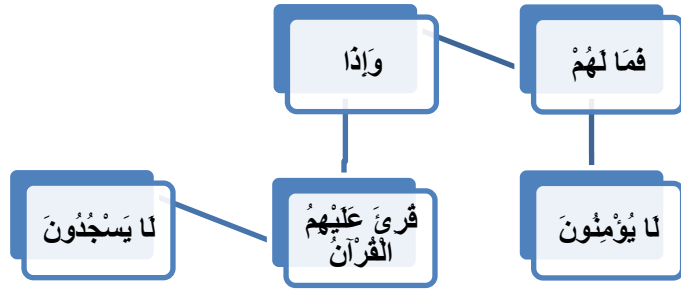 فَمَا لَهُمْ
لَا يُؤْمِنُونَ
وَإِذَا
قُرِئَ عَلَيْهِمُ
الْقُرْآنُ
لَا يَسْجُدُونَ